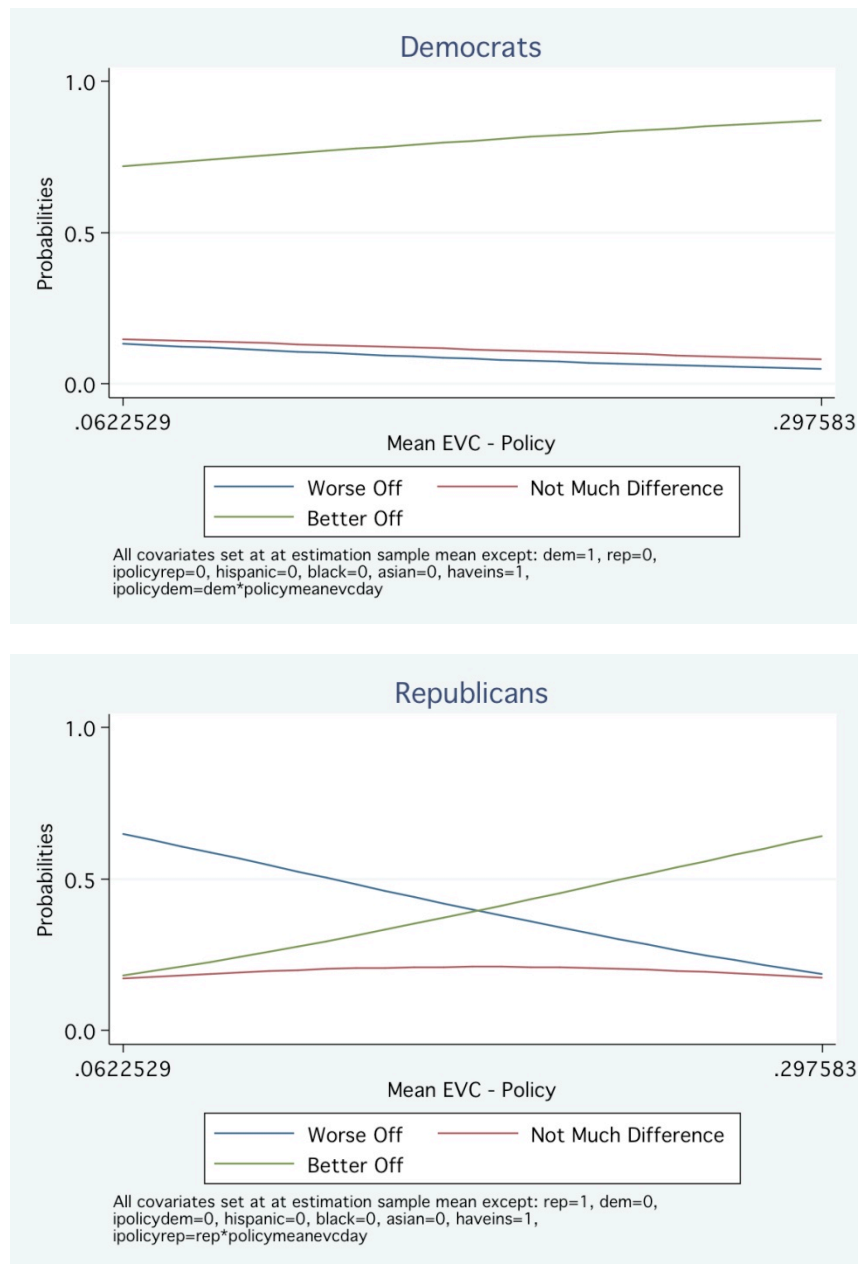 Democrats
1.0
Probabilities
0.5
0.0
.0622529 .297583
Mean EVC - Policy
Worse Off Not Much Difference
Better Off
All covariates set at at estimation sample mean except: dem=1, rep=0,
ipolicyrep=0, hispanic=0, black=0, asian=0, haveins=1,
ipolicydem=dem*policymeanevcday
Republicans
1.0
Probabilities
0.5
0.0
.0622529 .297583
Mean EVC - Policy
Worse Off Not Much Difference
Better Off
All covariates set at at estimation sample mean except: rep=1, dem=0,
ipolicydem=0, hispanic=0, black=0, asian=0, haveins=1,
ipolicyrep=rep*policymeanevcday